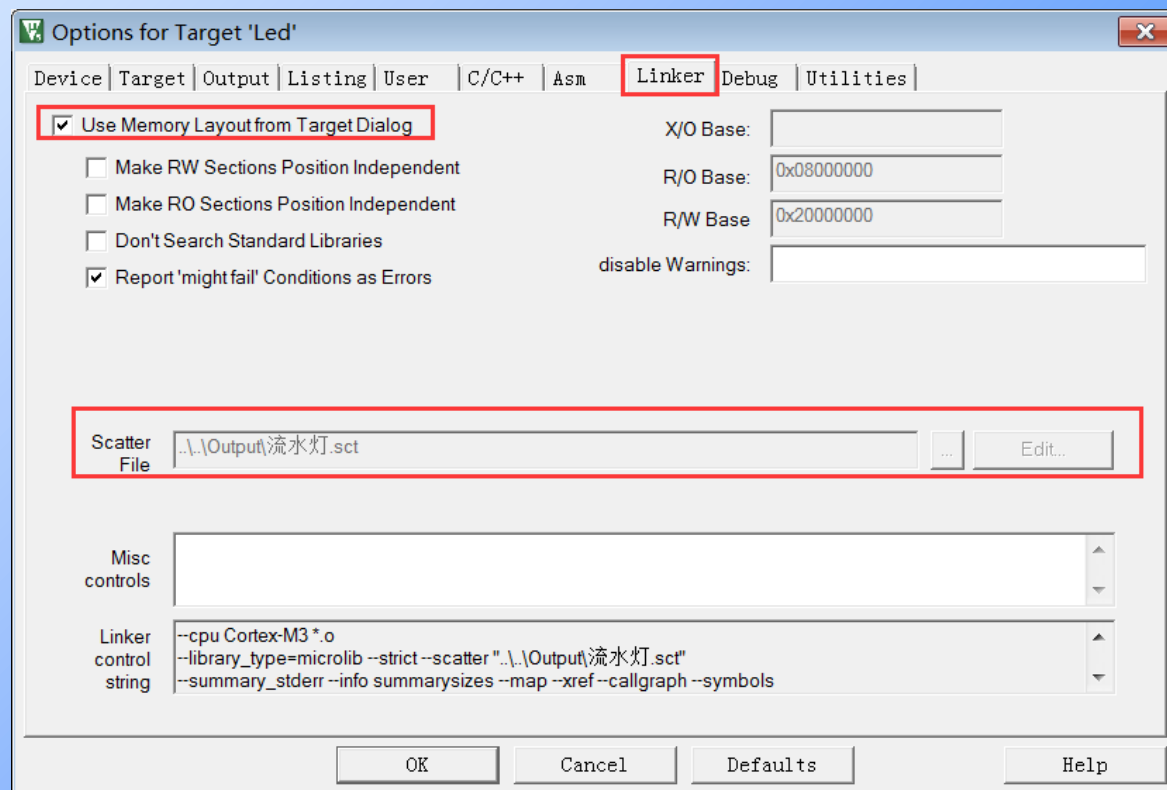 Options for Target 'Led'
Device Target Output Listing User C/C++ Asm Linker Debug Utilities
Use Memory Layout from Target Dialog
Make RW Sections Position Independent
Make RO Sections Position Independent
Don't Search Standard Libraries
Report 'might fail' Conditions as Errors
X/O Base:
R/O Base: 0x08000000
R/W Base 0x20000000
disable Warnings:
Scatter
File
..\..\Output\流水灯.sct
... Edit...
Misc
controls
Linker
control
string
--cpu Cortex-M3 *.o
--library_type=microlib --strict --scatter "..\..\Output\流水灯.sct"
--summary_stderr --info summarysizes --map --xref --callgraph --symbols
OK Cancel Defaults Help